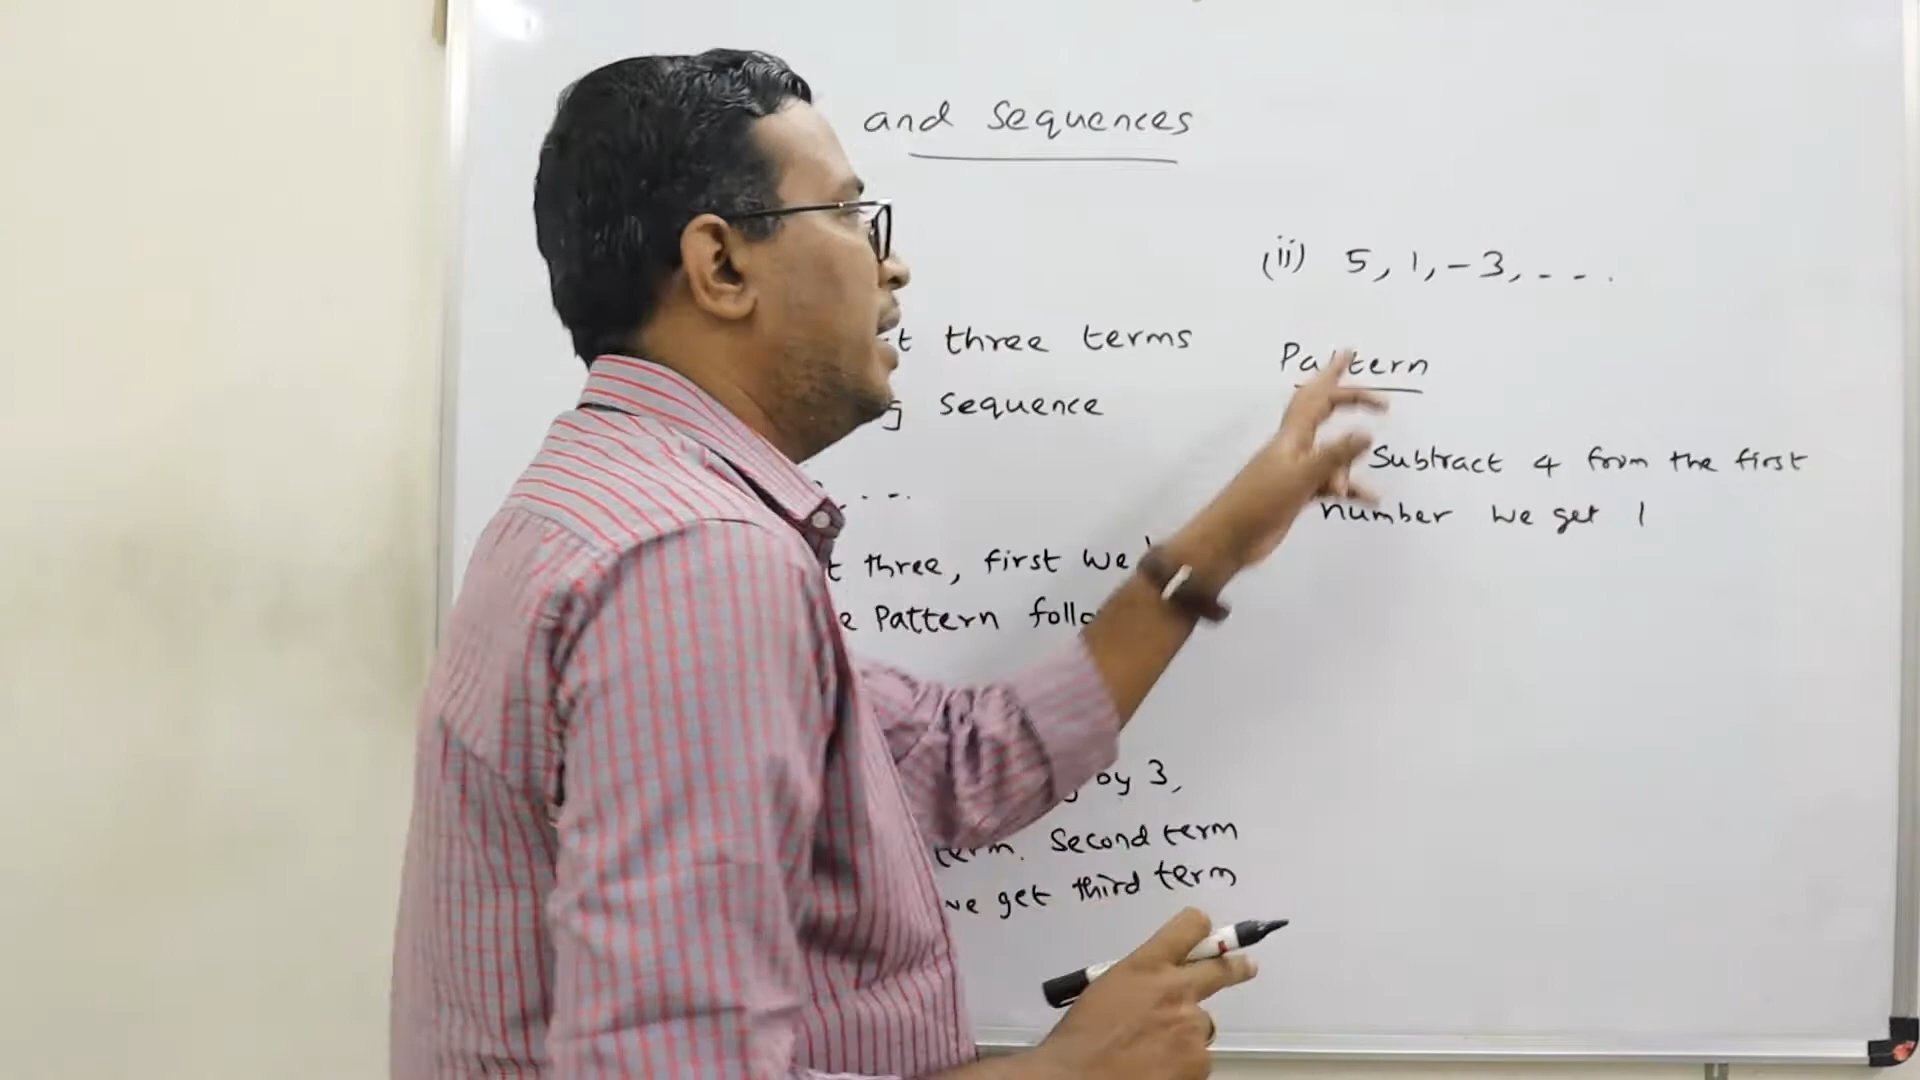 and Sequences
three terms
sequence
, ...
three, first we
Pattern
by 3,
term. Second term
we get third term
(ii) 5, 1, -3, - - .
Pattern
Subtract 4 from the first
number we get 1